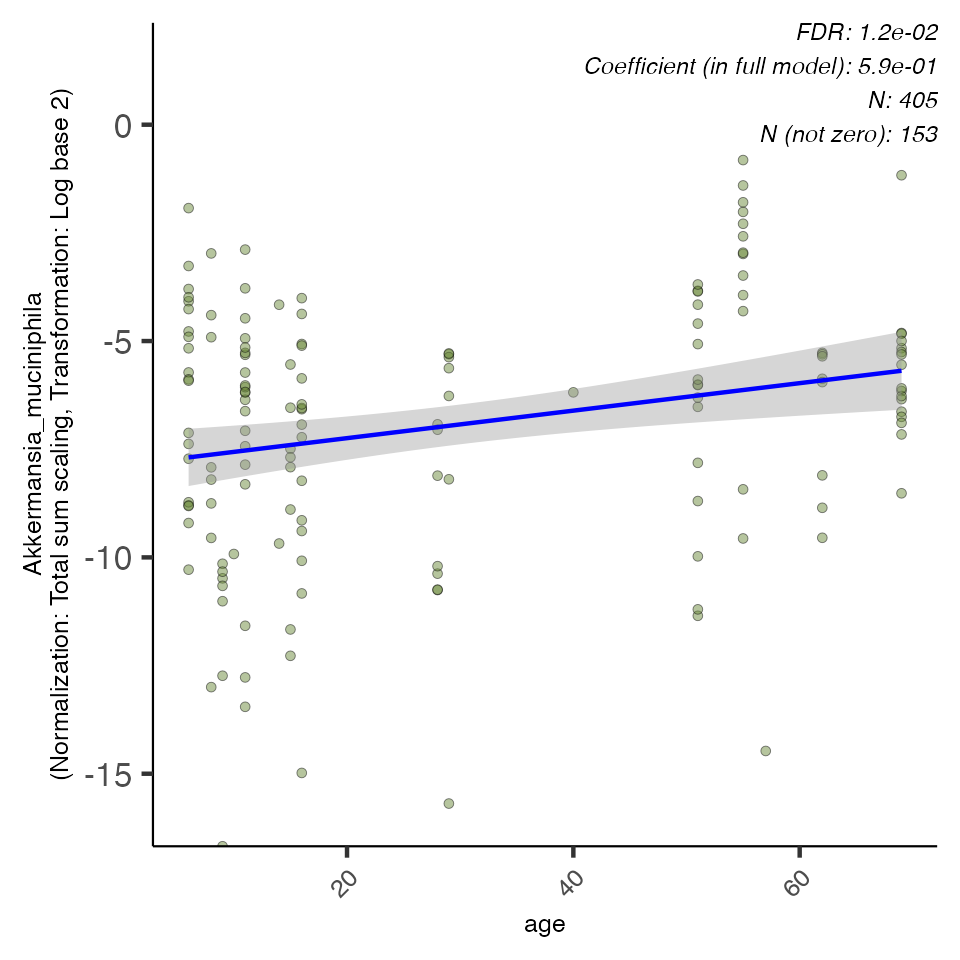 FDR: 1.2e-02
Coefficient (in full model): 5.9e-01
N: 405
N (not zero): 153
Akkermansia_muciniphila
(Normalization: Total sum scaling, Transformation: Log base 2)
0
-5
-10
-15
20
40
60
age